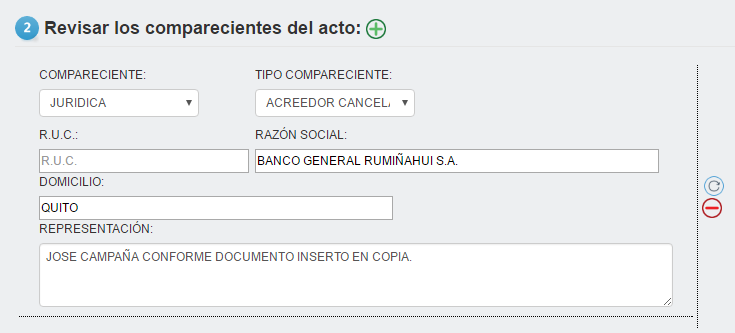 2 Revisar los comparecientes del acto:
COMPARECIENTE: TIPO COMPARECIENTE:
JURIDICA ACREEDOR CANCELA
R.U.C.: RAZÓN SOCIAL:
R.U.C. BANCO GENERAL RUMIÑAHUI S.A.
DOMICILIO:
QUITO
REPRESENTACIÓN:
JOSE CAMPAÑA CONFORME DOCUMENTO INSERTO EN COPIA.